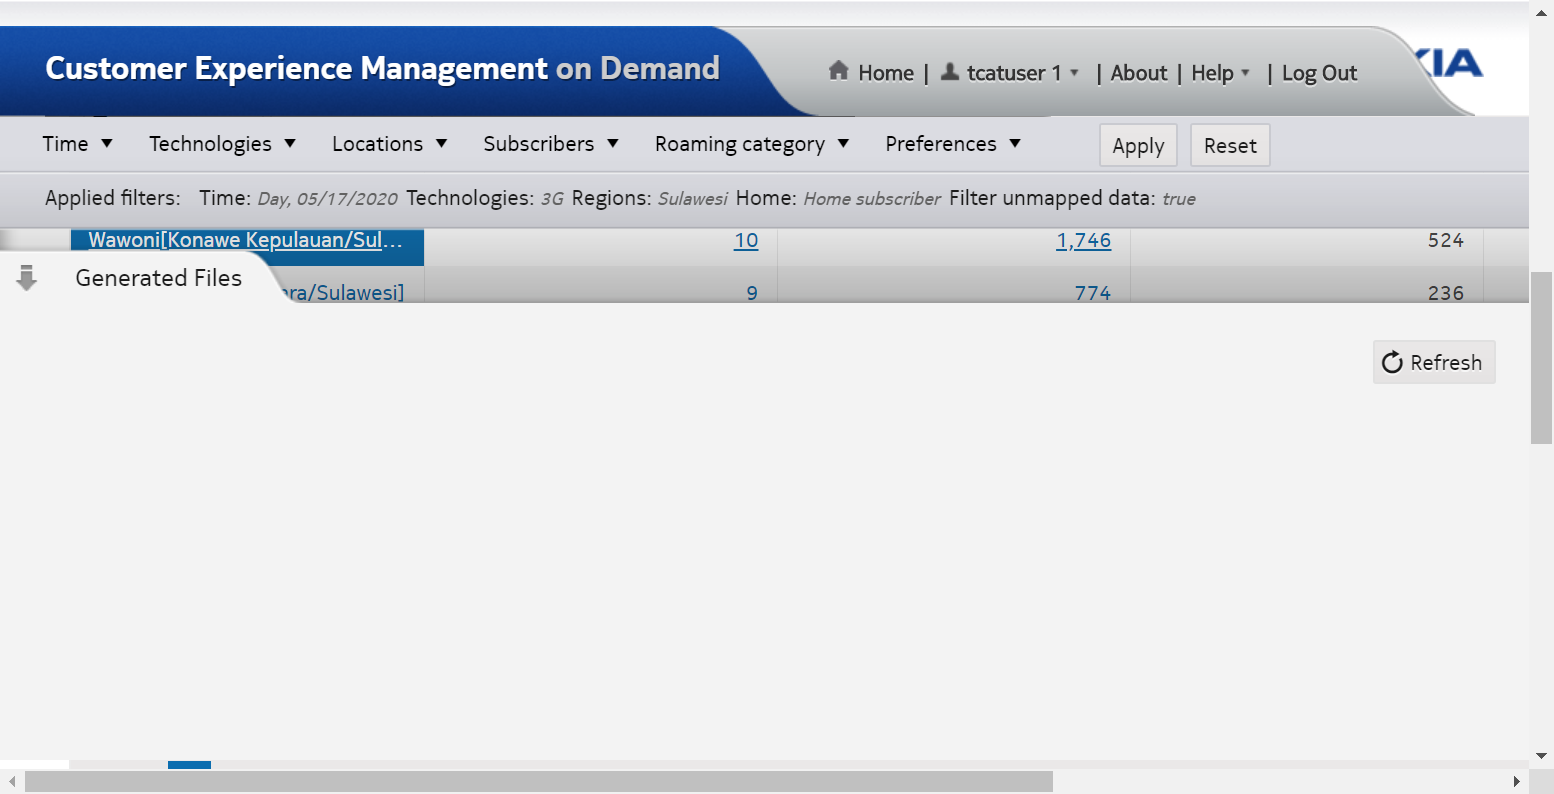 Customer Experience Management on Demand
Home | tcatuser 1 | About | Help | Log Out
KIA
Time Technologies Locations Subscribers Roaming category Preferences Apply Reset
Applied filters: Time: Day, 05/17/2020 Technologies: 3G Regions: Sulawesi Home: Home subscriber Filter unmapped data: true
Wawoni[Konawe Kepulauan/Sul... 10 1,746 524
Generated Files
ara/Sulawesi] 9 774 236
Refresh